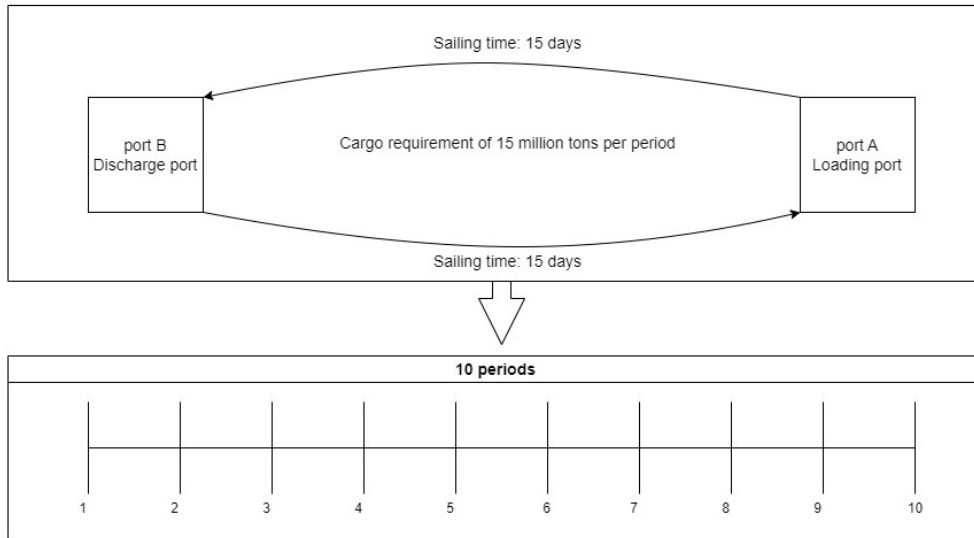 Sailing time: 15 days
port B
Discharge port
Cargo requirement of 15 million tons per period
port A
Loading port
Sailing time: 15 days
10 periods
1 2 3 4 5 6 7 8 9 10